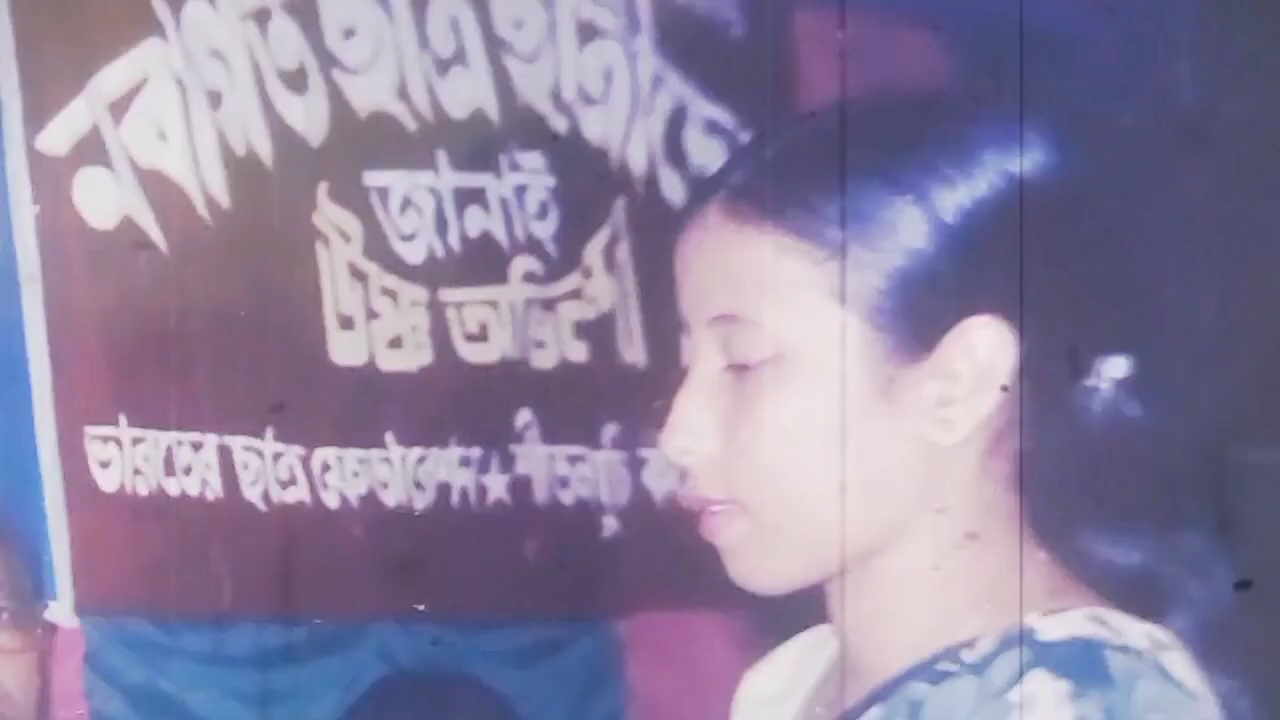 নবাগত ছাত্র ছাত্রীদের
জানাই
উষ্ণ অভিনন্দন
ভারতের ছাত্র ফেডারেশন ★